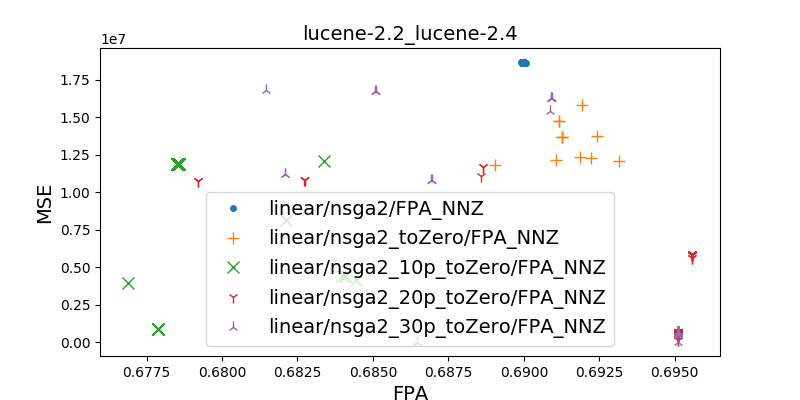 lucene-2.2_lucene-2.4
1e7
MSE
1.75
1.50
1.25
1.00
0.75
0.50
0.25
0.00
linear/nsga2/FPA_NNZ
linear/nsga2_toZero/FPA_NNZ
linear/nsga2_10p_toZero/FPA_NNZ
linear/nsga2_20p_toZero/FPA_NNZ
linear/nsga2_30p_toZero/FPA_NNZ
0.6775 0.6800 0.6825 0.6850 0.6875 0.6900 0.6925 0.6950
FPA